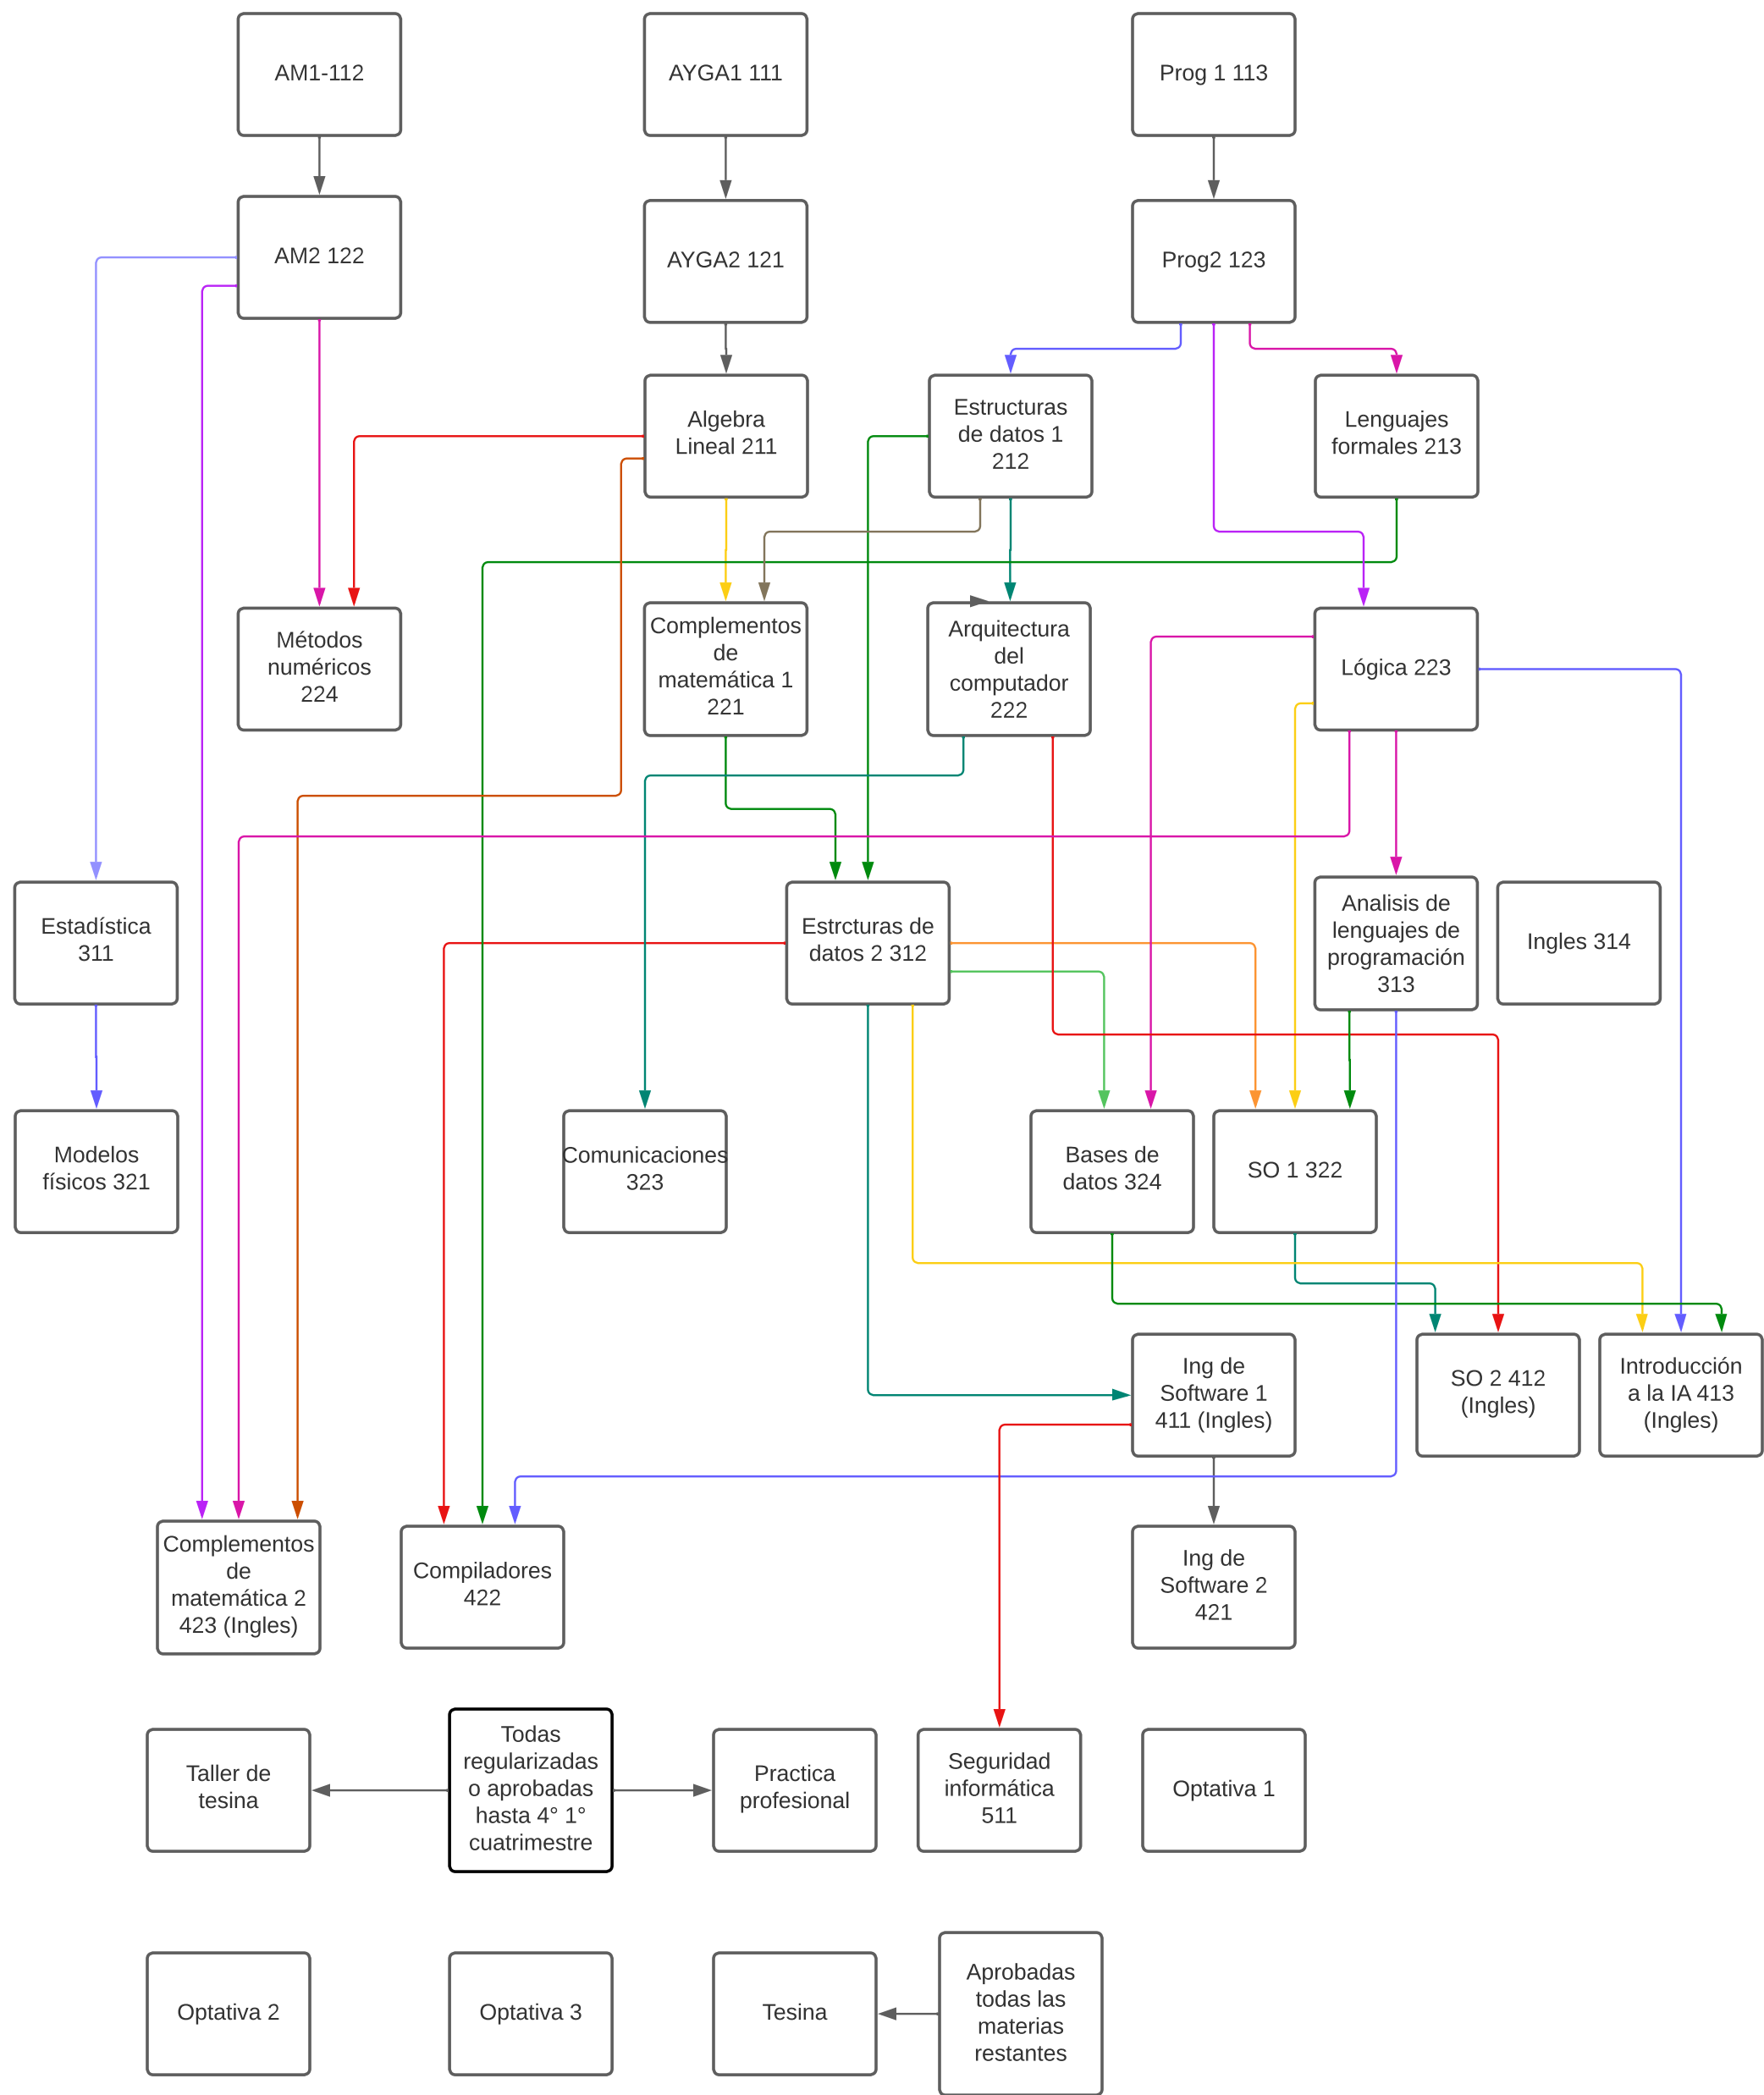 AM1-112
AYGA1 111
Prog 1 113
AM2 122
AYGA2 121
Prog2 123
Algebra
Lineal 211
Estructuras
de datos 1
212
Lenguajes
formales 213
Métodos
numéricos
224
Complementos
de
matemática 1
221
Arquitectura
del
computador
222
Lógica 223
Estadística
311
Estrcturas de
datos 2 312
Analisis de
lenguajes de
programación
313
Ingles 314
Modelos
físicos 321
Comunicaciones
323
Bases de
datos 324
SO 1 322
Ing de
Software 1
411 (Ingles)
SO 2 412
(Ingles)
Introducción
a la IA 413
(Ingles)
Complementos
de
matemática 2
423 (Ingles)
Compiladores
422
Ing de
Software 2
421
Taller de
tesina
Todas
regularizadas
o aprobadas
hasta 4° 1°
cuatrimestre
Practica
profesional
Seguridad
informática
511
Optativa 1
Optativa 2
Optativa 3
Tesina
Aprobadas
todas las
materias
restantes